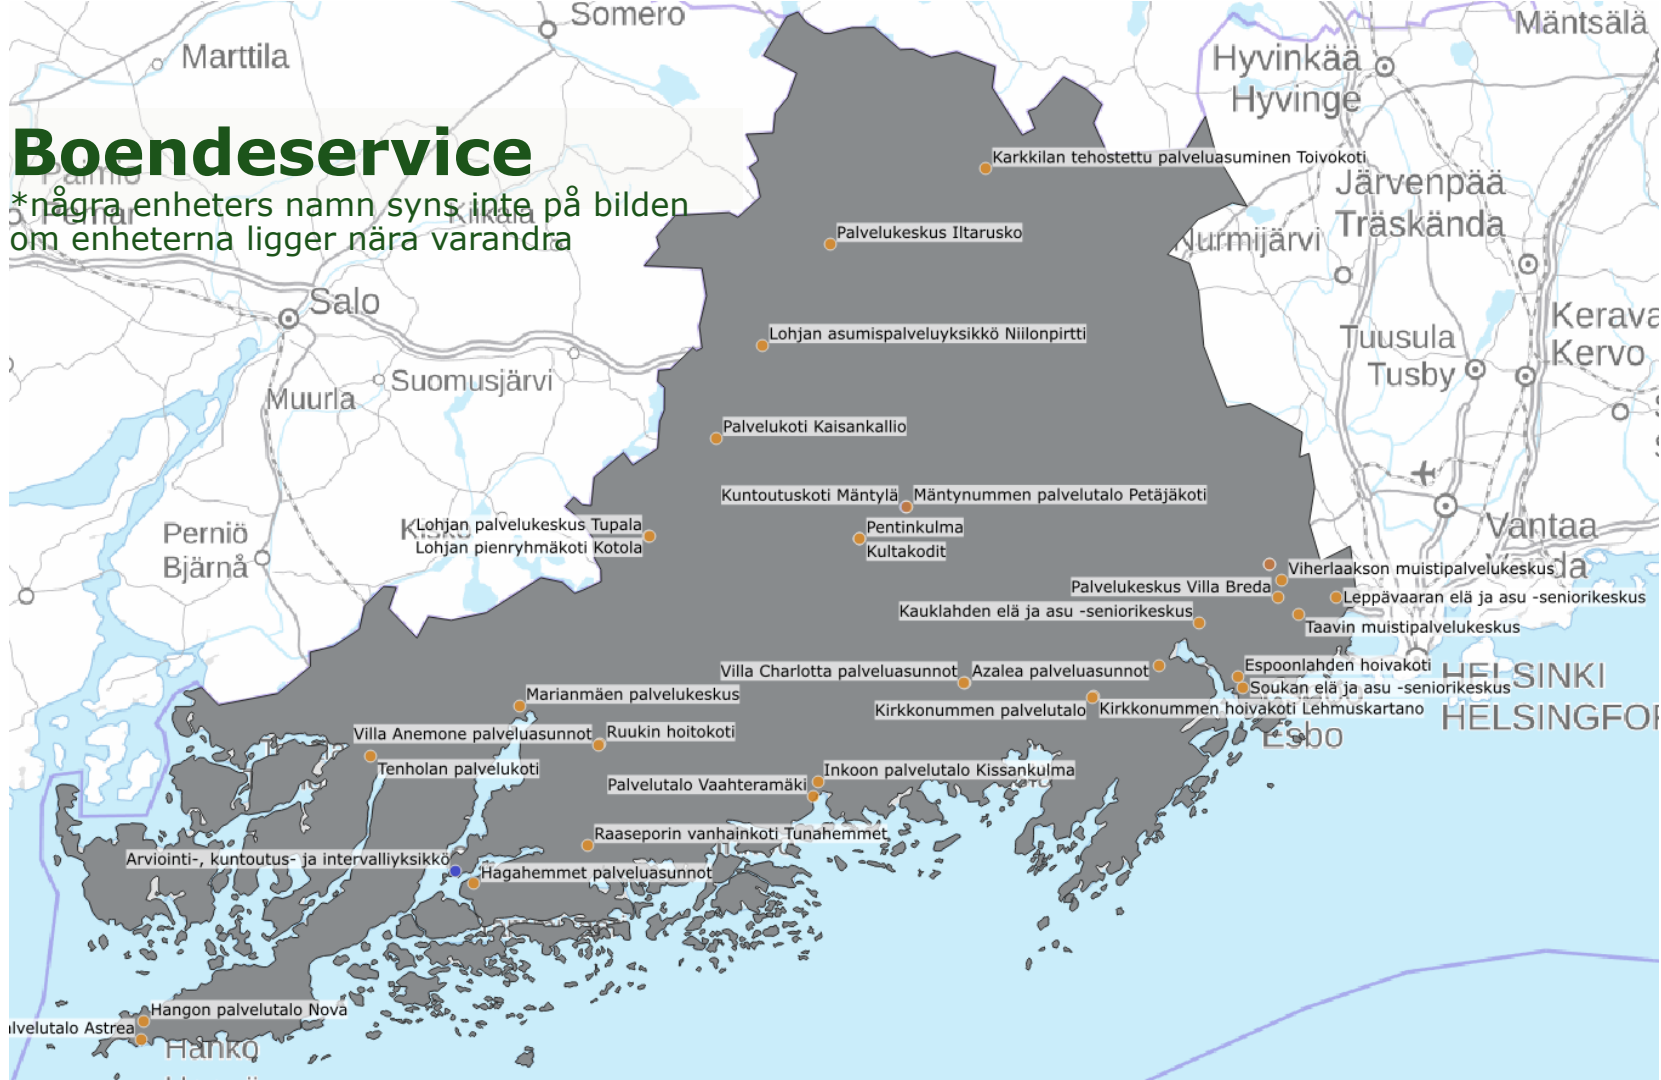 Somero
Mäntsälä
Marttila
Hyvinkää
Hyvinge
Boendeservice
*några enheters namn syns inte på bilden
om enheterna ligger nära varandra
Karkkilan tehostettu palveluasuminen Toivokoti
Järvenpää
Träskända
Palvelukeskus Iltarusko
Nurmijärvi
Kiikala
Salo
Lohjan asumispalveluyksikkö Niilonpirtti
Kerava
Kervo
Tuusula
Tusby
Suomusjärvi
Muurla
Palvelukoti Kaisankallio
Kuntoutuskoti Mäntylä
Mäntynummen palvelutalo Petäjäkoti
Lohjan palvelukeskus Tupala
Lohjan pienryhmäkoti Kotola
Pentinkulma
Kultakodit
Perniö
Bjärnå
Vantaa
Viherlaakson muistipalvelukeskus
Palvelukeskus Villa Breda
Leppävaaran elä ja asu -seniorikeskus
Kauklahden elä ja asu -seniorikeskus
Taavin muistipalvelukeskus
Villa Charlotta palveluasunnot
Azalea palveluasunnot
Espoonlahden hoivakoti
Soukan elä ja asu -seniorikeskus
HELSINKI
HELSINGFOR
Marianmäen palvelukeskus
Kirkkonummen palvelutalo
Kirkkonummen hoivakoti Lehmuskartano
Esbo
Villa Anemone palveluasunnot
Ruukin hoitokoti
Tenholan palvelukoti
Inkoon palvelutalo Kissankulma
Palvelutalo Vaahteramäki
Raaseporin vanhainkoti Tunahemmet
Arviointi-, kuntoutus- ja intervalliyksikkö
Hagahemmet palveluasunnot
Hangon palvelutalo Nova
alvelutalo Astrea
Hanko